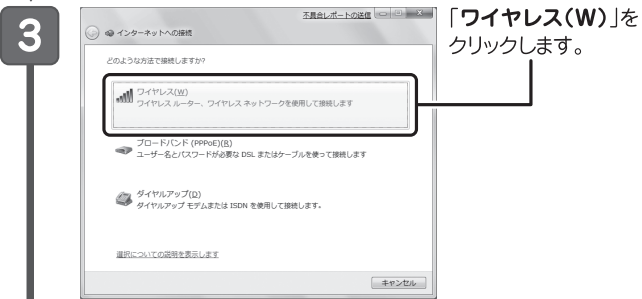 3
不具合レポートの送信
インターネットへの接続
どのような方法で接続しますか?
ワイヤレス(W)
ワイヤレス ルーター、ワイヤレス ネットワークを使用して接続します
ブロードバンド (PPPoE)(R)
ユーザー名とパスワードが必要な DSL またはケーブルを使って接続します
ダイヤルアップ(D)
ダイヤルアップ モデムまたは ISDN を使用して接続します。
選択についての説明を表示します
キャンセル
「ワイヤレス(W)」を
クリックします。